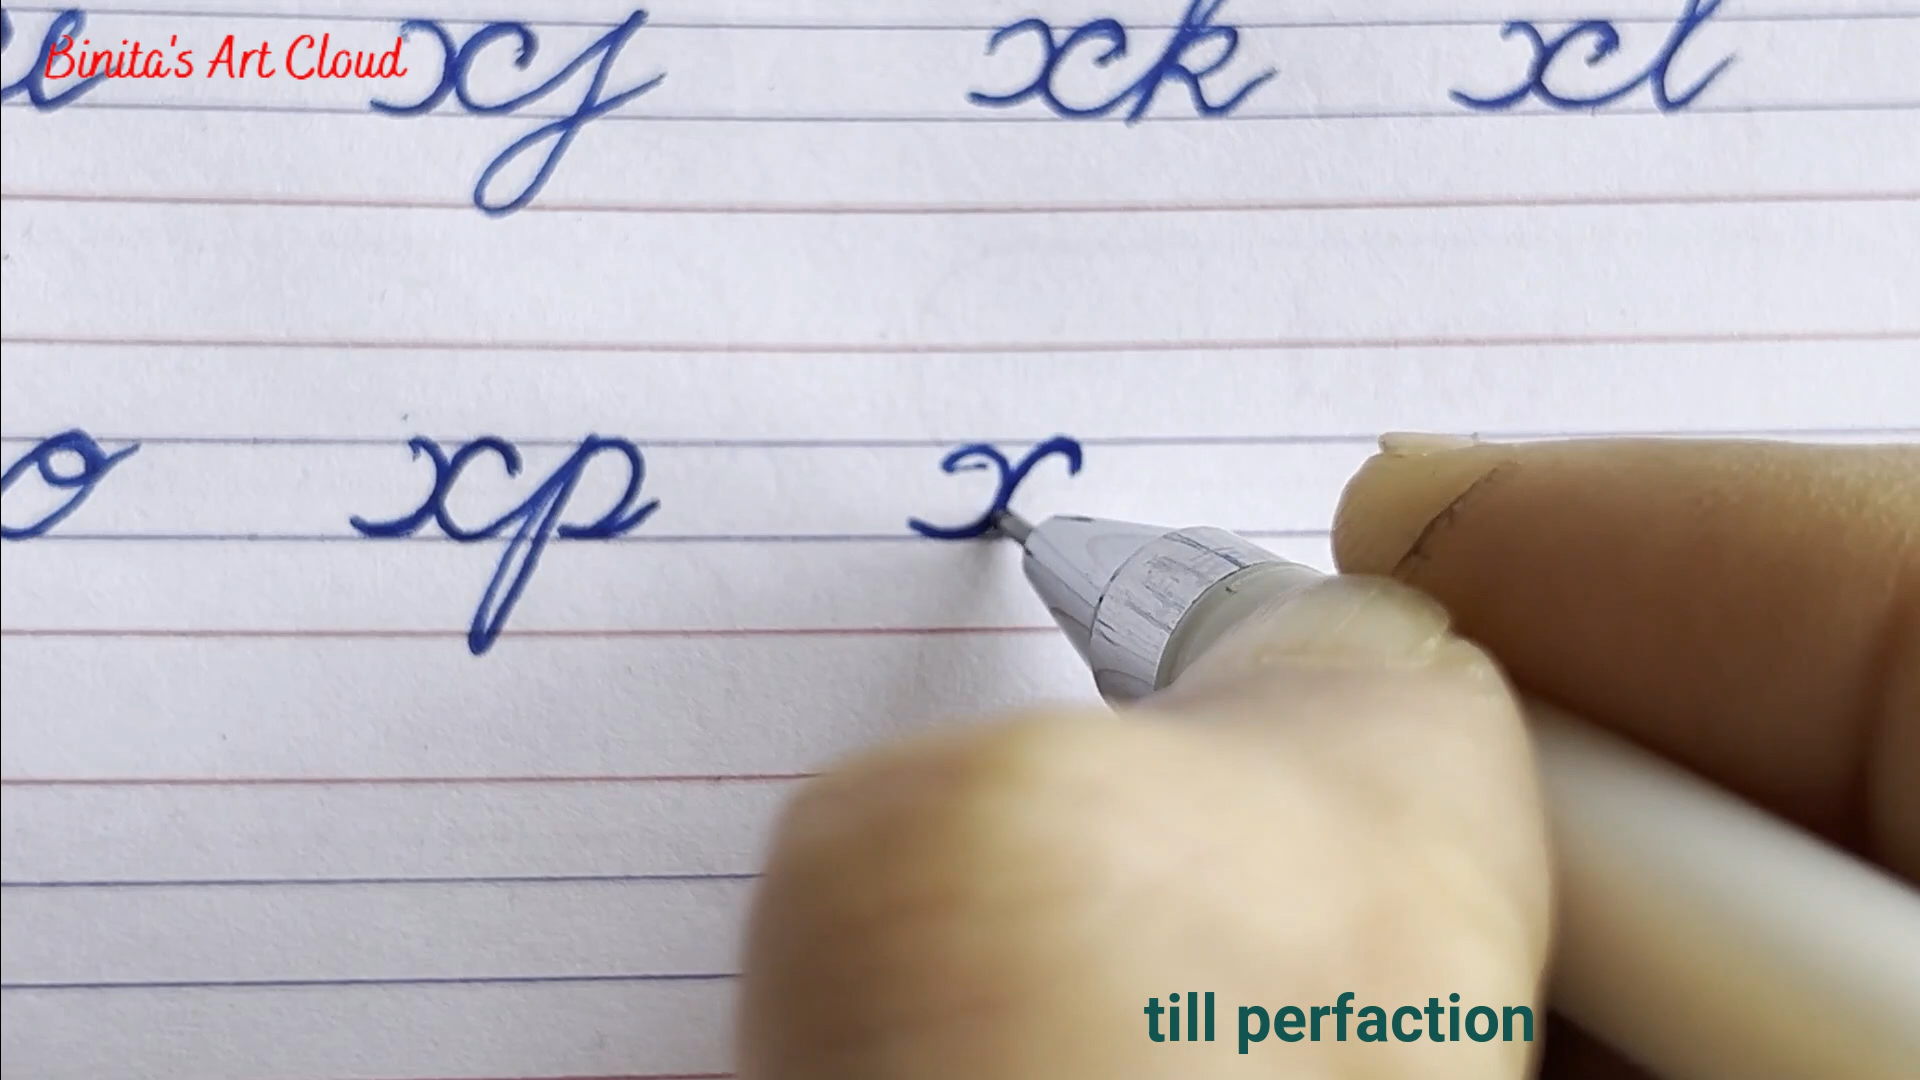 Binita's Art Cloud
xj xk xl
xp x
till perfaction